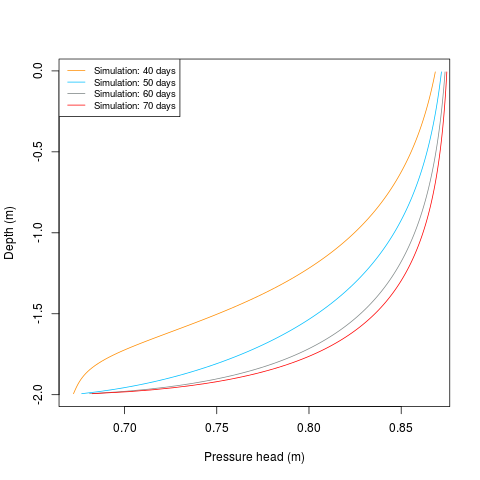 Simulation: 40 days
Simulation: 50 days
Simulation: 60 days
Simulation: 70 days
0.0
-0.5
-1.0
-1.5
-2.0
Depth (m)
0.70 0.75 0.80 0.85
Pressure head (m)